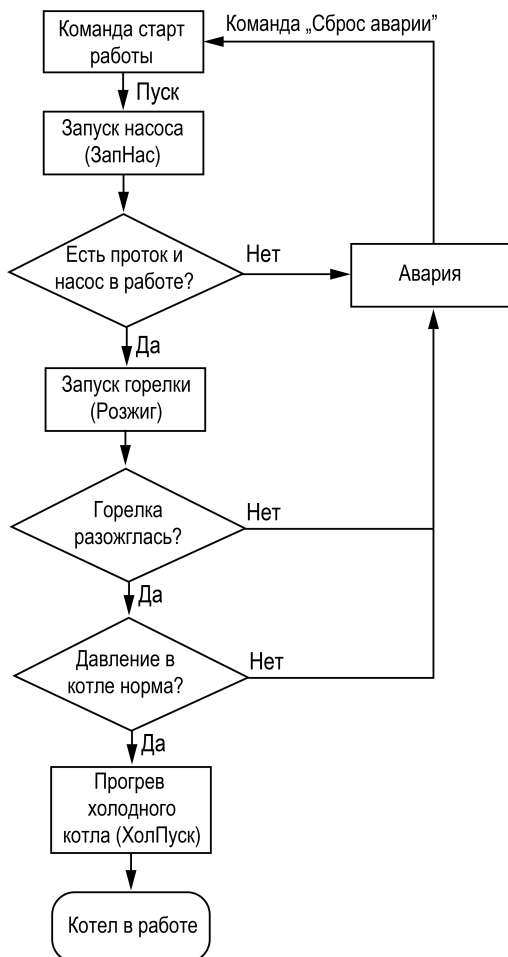 Команда старт
работы
Команда „Сброс аварии”
Пуск
Запуск насоса
(ЗапНас)
Есть проток и
насос в работе?
Нет
Авария
Да
Запуск горелки
(Розжиг)
Горелка
разожглась?
Нет
Да
Давление в
котле норма?
Нет
Да
Прогрев
холодного
котла (ХолПуск)
Котел в работе